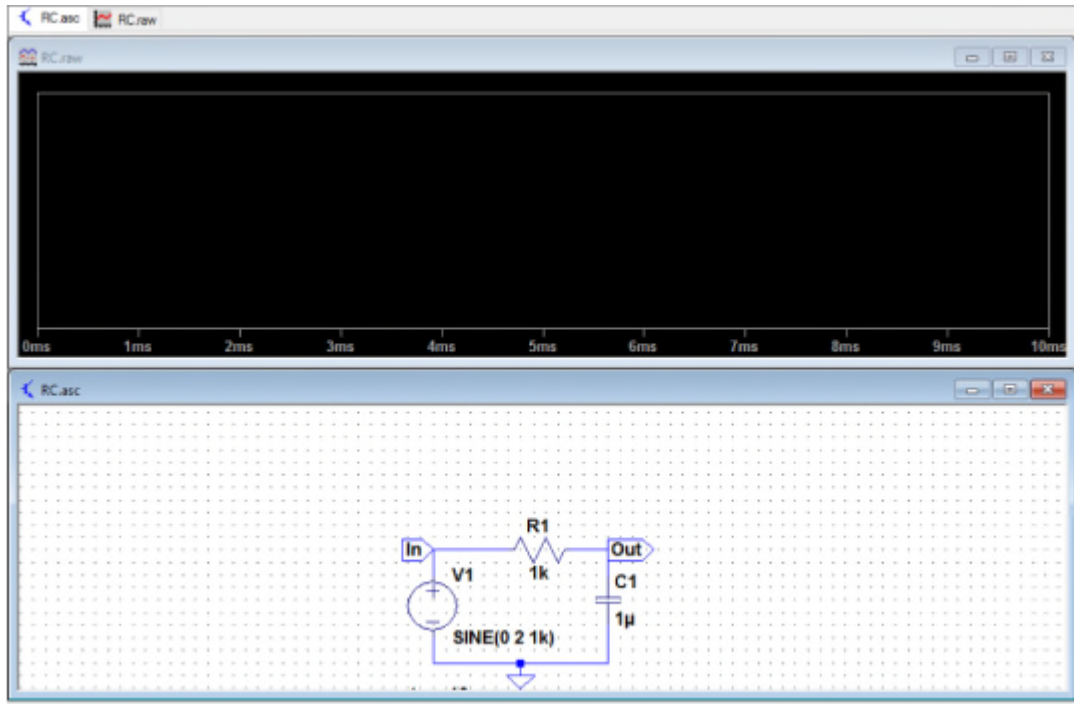 RC.asc RC.raw
RC.raw
0ms 1ms 2ms 3ms 4ms 5ms 6ms 7ms 8ms 9ms 10ms
RC.asc
R1
In Out
V1 1k C1
1µ
SINE(0 2 1k)